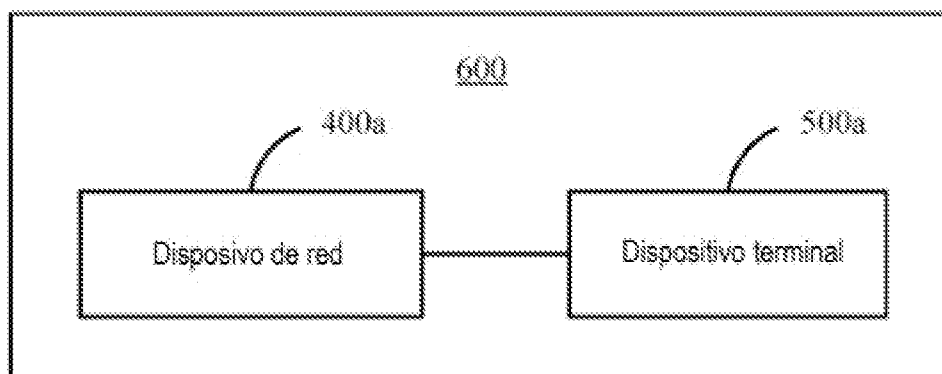 600
400a
500a
Disposivo de red
Dispositivo terminal